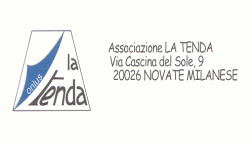 la
Tenda
onlus
Associazione LA TENDA
Via Cascina del Sole, 9
20026 NOVATE MILANESE